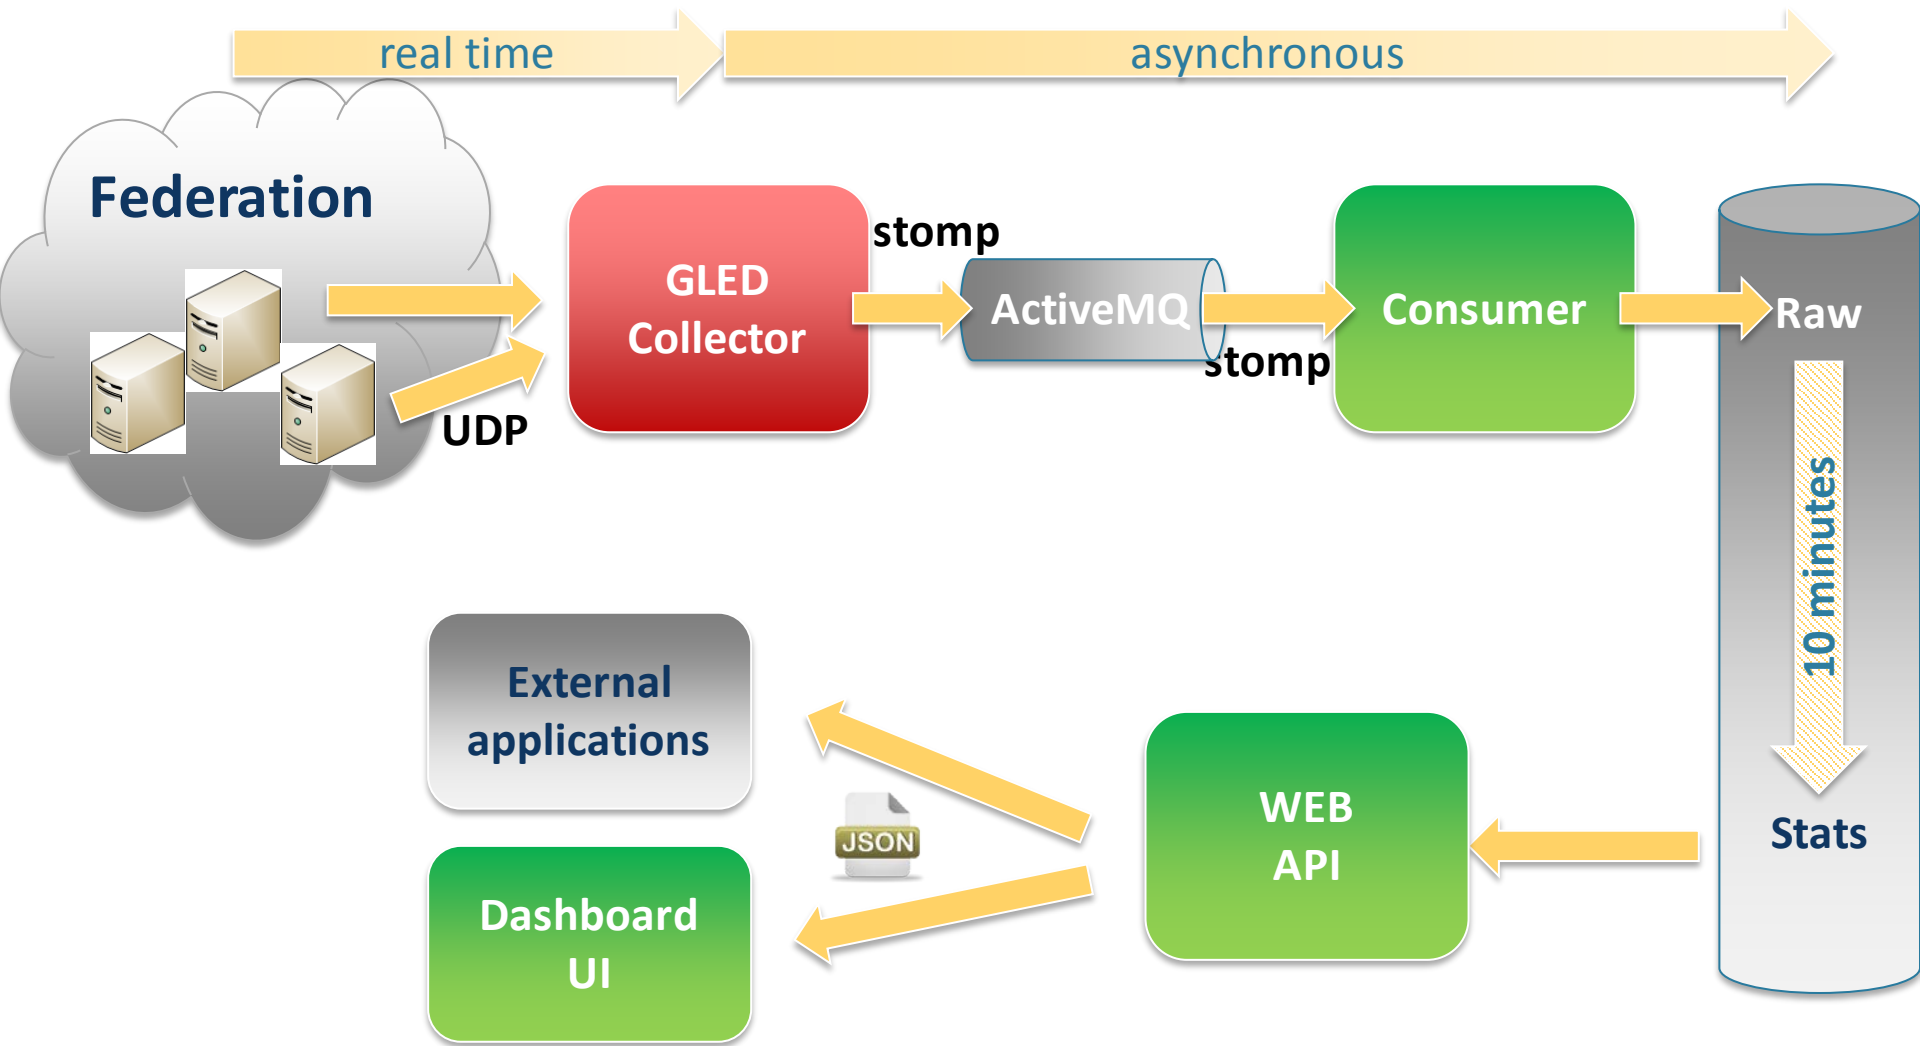 real time
asynchronous
Federation
UDP
GLED
Collector
stomp
ActiveMQ
stomp
Consumer
Raw
10 minutes
Stats
WEB
API
JSON
External
applications
Dashboard
UI